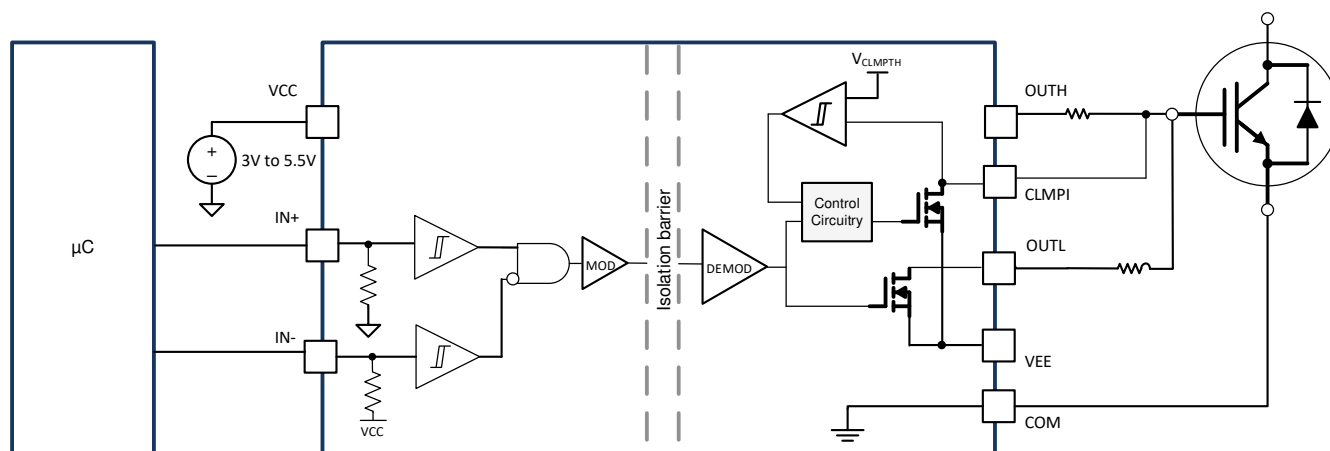 µC
VCC
+
−
3V to 5.5V
IN+
IN-
VCC
MOD
Isolation barrier
DEMOD
VCLMPTH
Control
Circuitry
OUTH
CLMPI
OUTL
VEE
COM